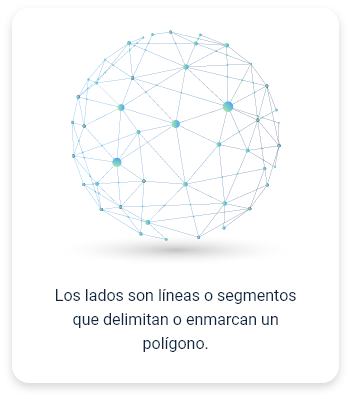 Los lados son líneas o segmentos
que delimitan o enmarcan un
polígono.